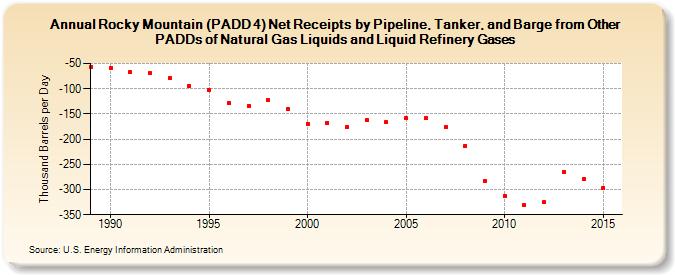 Annual Rocky Mountain (PADD 4) Net Receipts by Pipeline, Tanker, and Barge from Other
PADDs of Natural Gas Liquids and Liquid Refinery Gases
Thousand Barrels per Day
-50
-100
-150
-200
-250
-300
-350
1990 1995 2000 2005 2010 2015
Source: U.S. Energy Information Administration